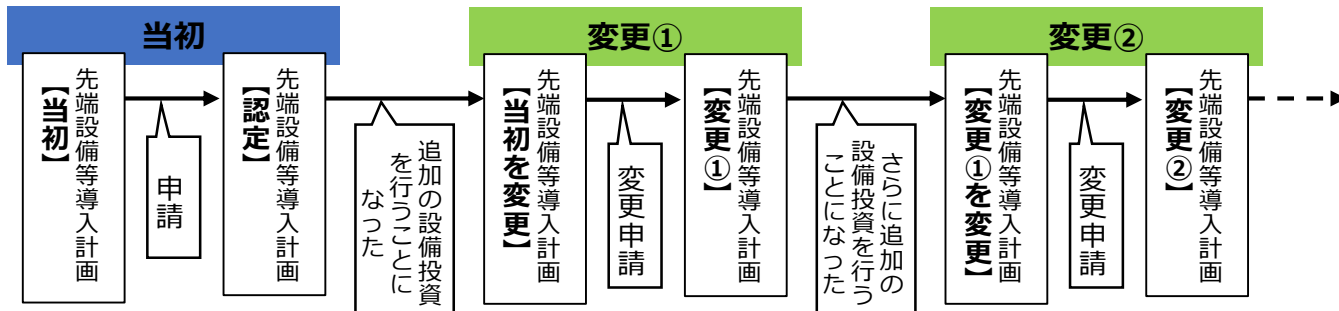 当初
先端設備等導入計画
【当初】
申請
先端設備等導入計画
【認定】
追加の設備投資
を行うことに
なった
変更①
先端設備等導入計画
【当初を変更】
変更申請
先端設備等導入計画
【変更①】
さらに追加の
設備投資を行う
ことになった
変更②
先端設備等導入計画
【変更①を変更】
変更申請
先端設備等導入計画
【変更②】